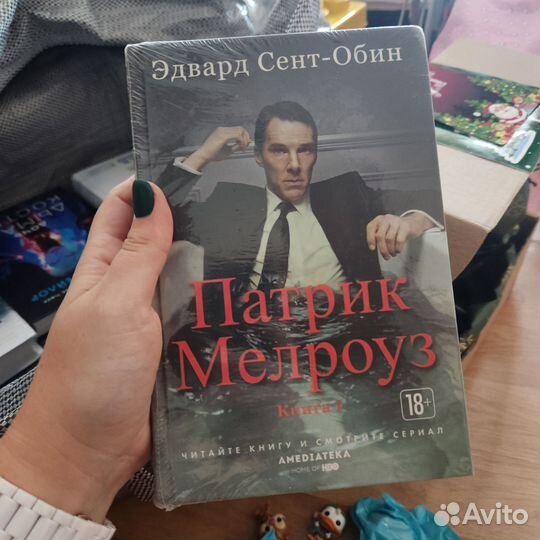 Эдвард Сент-Обин
Патрик
Мелроуз
Книга 1
18+
ЧИТАЙТЕ КНИГУ И СМОТРИТЕ СЕРИАЛ
AMEDIATEKA
HOME OF HBO
Avito